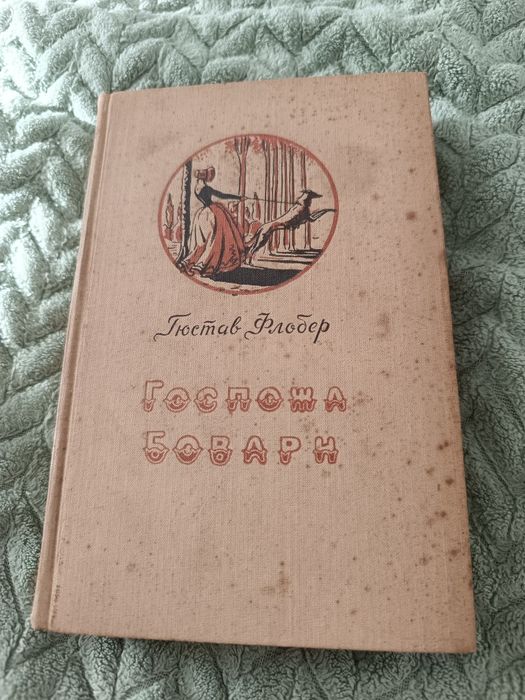 Гюстав Флобер
Госпожа
Бовари